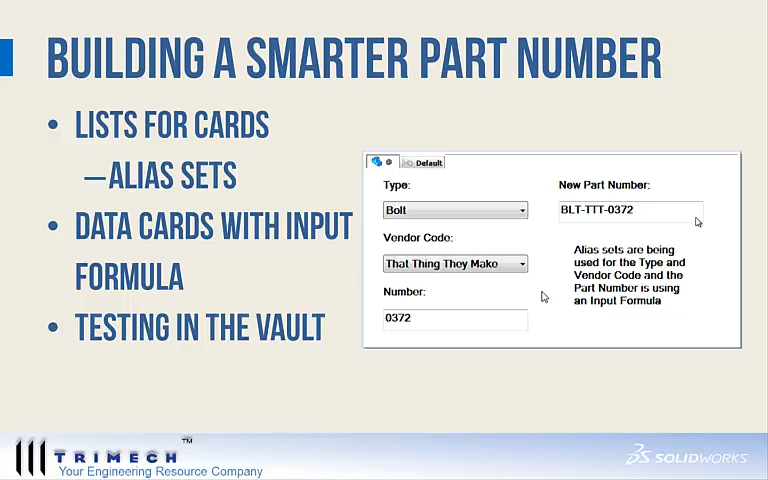 BUILDING A SMARTER PART NUMBER
• LISTS FOR CARDS
–ALIAS SETS
• DATA CARDS WITH INPUT
FORMULA
• TESTING IN THE VAULT
@ Default
Type:
Bolt
Vendor Code:
That Thing They Make
Number:
0372
New Part Number:
BLT-TTT-0372
Alias sets are being
used for the Type and
Vendor Code and the
Part Number is using
an Input Formula
TRIMECH™
Your Engineering Resource Company
SOLIDWORKS